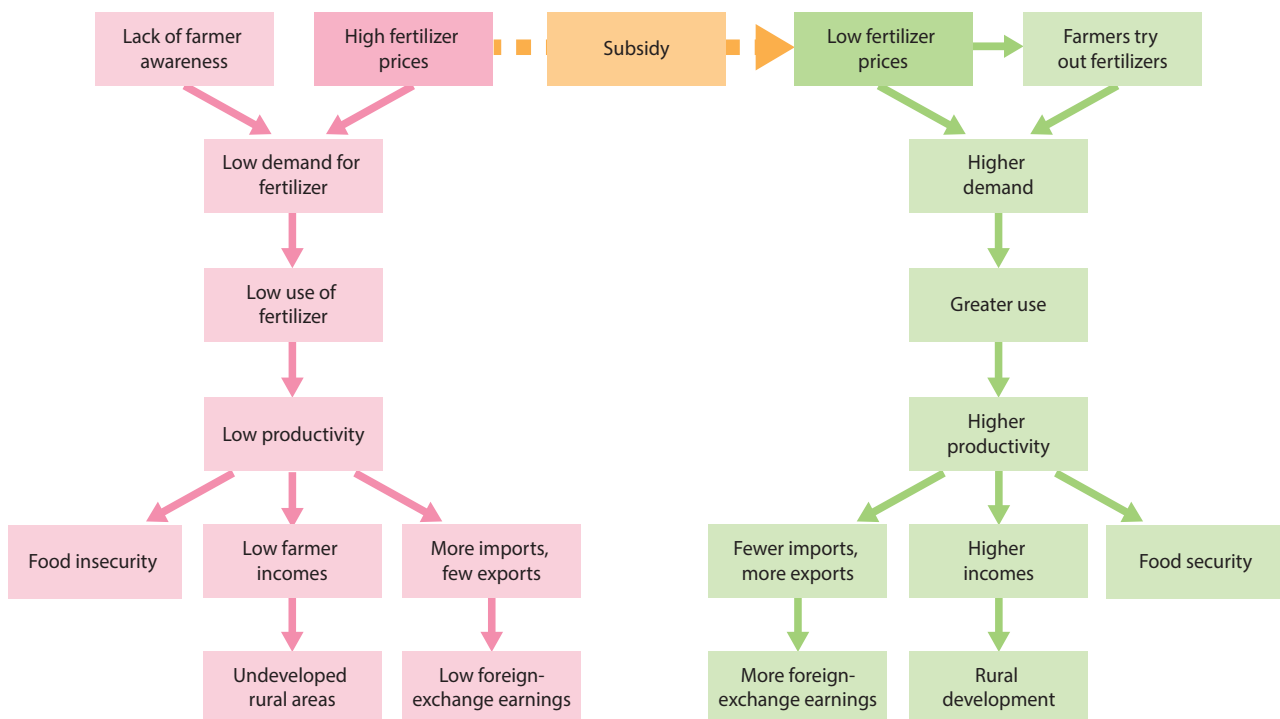 Lack of farmer
awareness
High fertilizer
prices
Subsidy
Low fertilizer
prices
Farmers try
out fertilizers
Low demand for
fertilizer
Higher
demand
Low use of
fertilizer
Greater use
Low productivity
Higher
productivity
Food insecurity
Low farmer
incomes
More imports,
few exports
Fewer imports,
more exports
Higher
incomes
Food security
Undeveloped
rural areas
Low foreign-
exchange earnings
More foreign-
exchange earnings
Rural
development